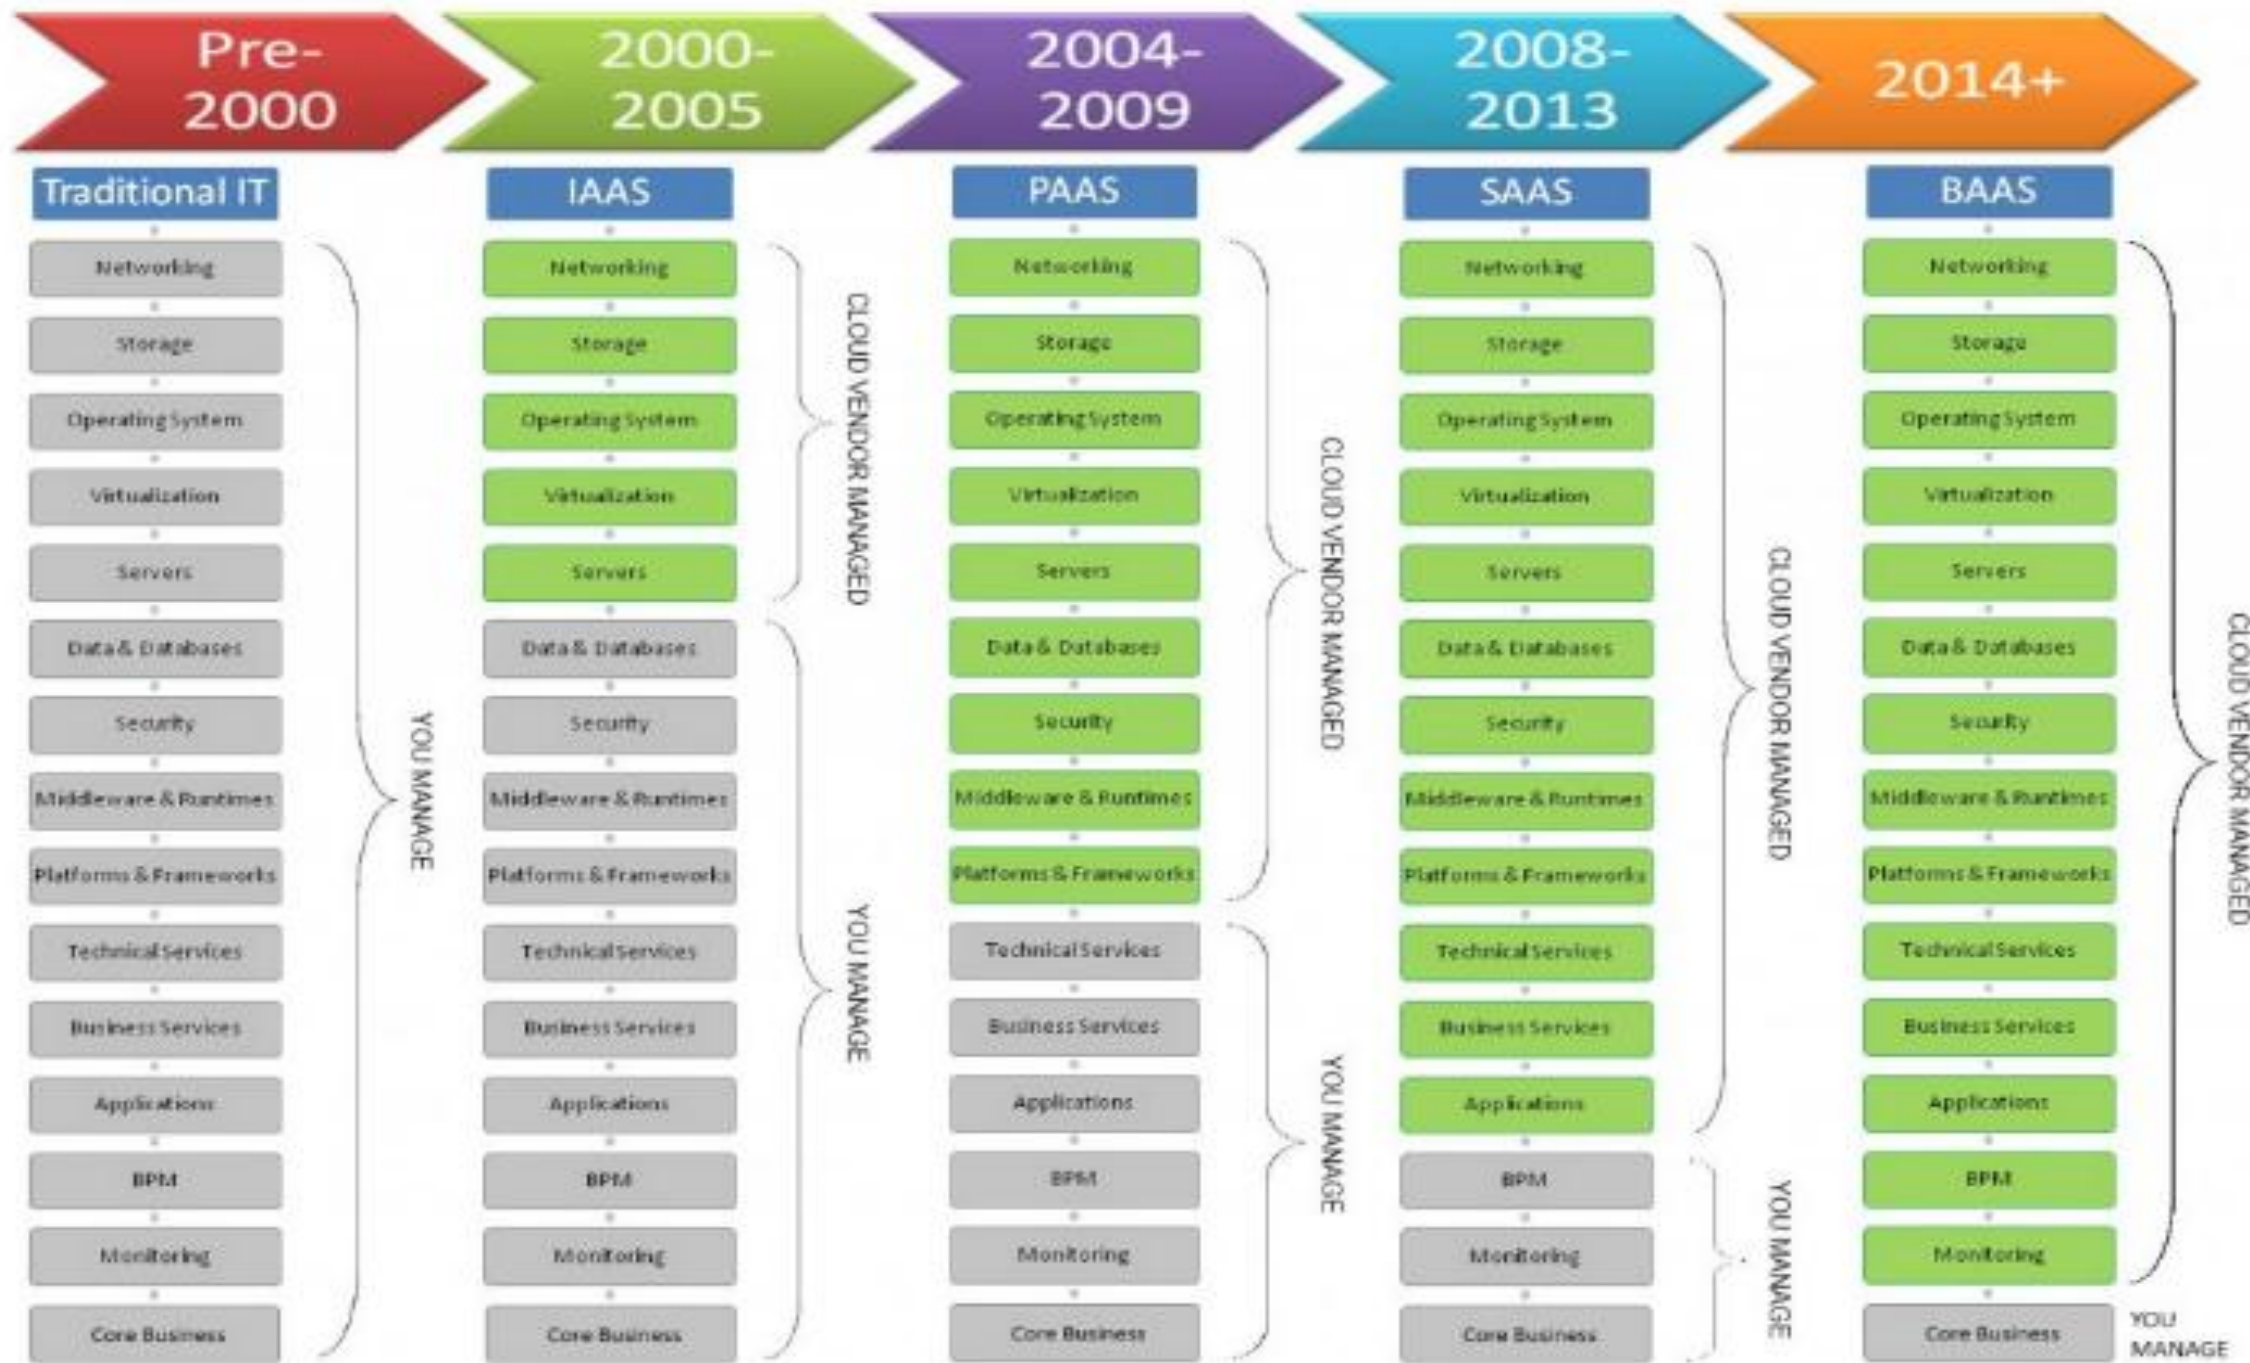 Pre-
2000
2000-
2005
2004-
2009
2008-
2013
2014+
Traditional IT
Networking
Storage
Operating System
Virtualization
Servers
Data & Databases
Security
Middleware & Runtimes
Platforms & Frameworks
Technical Services
Business Services
Applications
BPM
Monitoring
Core Business
YOU MANAGE
IAAS
Networking
Storage
Operating System
Virtualization
Servers
Data & Databases
Security
Middleware & Runtimes
Platforms & Frameworks
Technical Services
Business Services
Applications
BPM
Monitoring
Core Business
CLOUD VENDOR MANAGED
YOU MANAGE
PAAS
Networking
Storage
Operating System
Virtualization
Servers
Data & Databases
Security
Middleware & Runtimes
Platforms & Frameworks
Technical Services
Business Services
Applications
BPM
Monitoring
Core Business
CLOUD VENDOR MANAGED
YOU MANAGE
SAAS
Networking
Storage
Operating System
Virtualization
Servers
Data & Databases
Security
Middleware & Runtimes
Platforms & Frameworks
Technical Services
Business Services
Applications
BPM
Monitoring
Core Business
CLOUD VENDOR MANAGED
YOU MANAGE
BAAS
Networking
Storage
Operating System
Virtualization
Servers
Data & Databases
Security
Middleware & Runtimes
Platforms & Frameworks
Technical Services
Business Services
Applications
BPM
Monitoring
Core Business
CLOUD VENDOR MANAGED
YOU
MANAGE